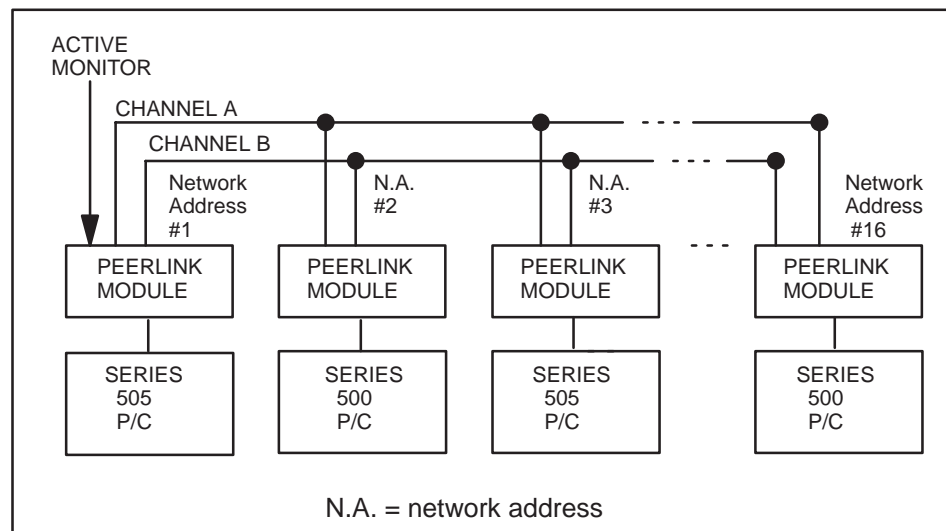 ACTIVE
MONITOR
CHANNEL A
CHANNEL B
Network
Address
#1
N.A.
#2
N.A.
#3
Network
Address
#16
PEERLINK
MODULE
PEERLINK
MODULE
PEERLINK
MODULE
PEERLINK
MODULE
SERIES
505
P/C
SERIES
500
P/C
SERIES
505
P/C
SERIES
500
P/C
N.A. = network address